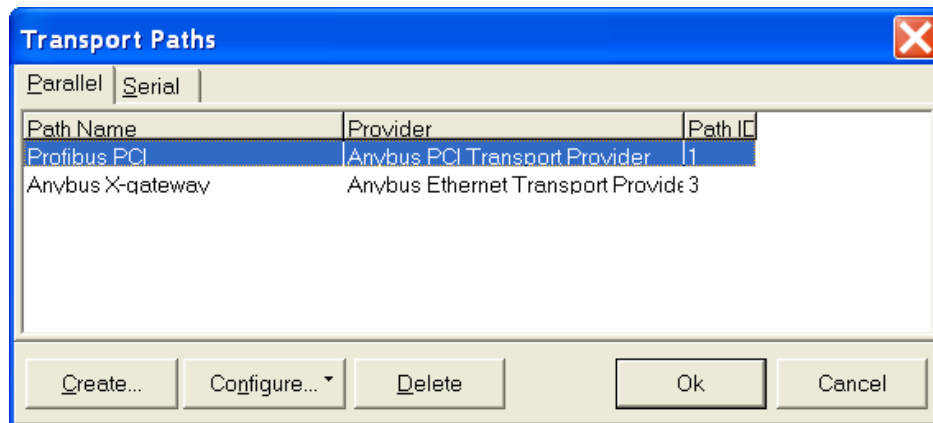 Transport Paths
Parallel Serial
Path Name Provider Path ID
Profibus PCI Anybus PCI Transport Provider 1
Anybus X-gateway Anybus Ethernet Transport Provide 3
Create... Configure... Delete Ok Cancel